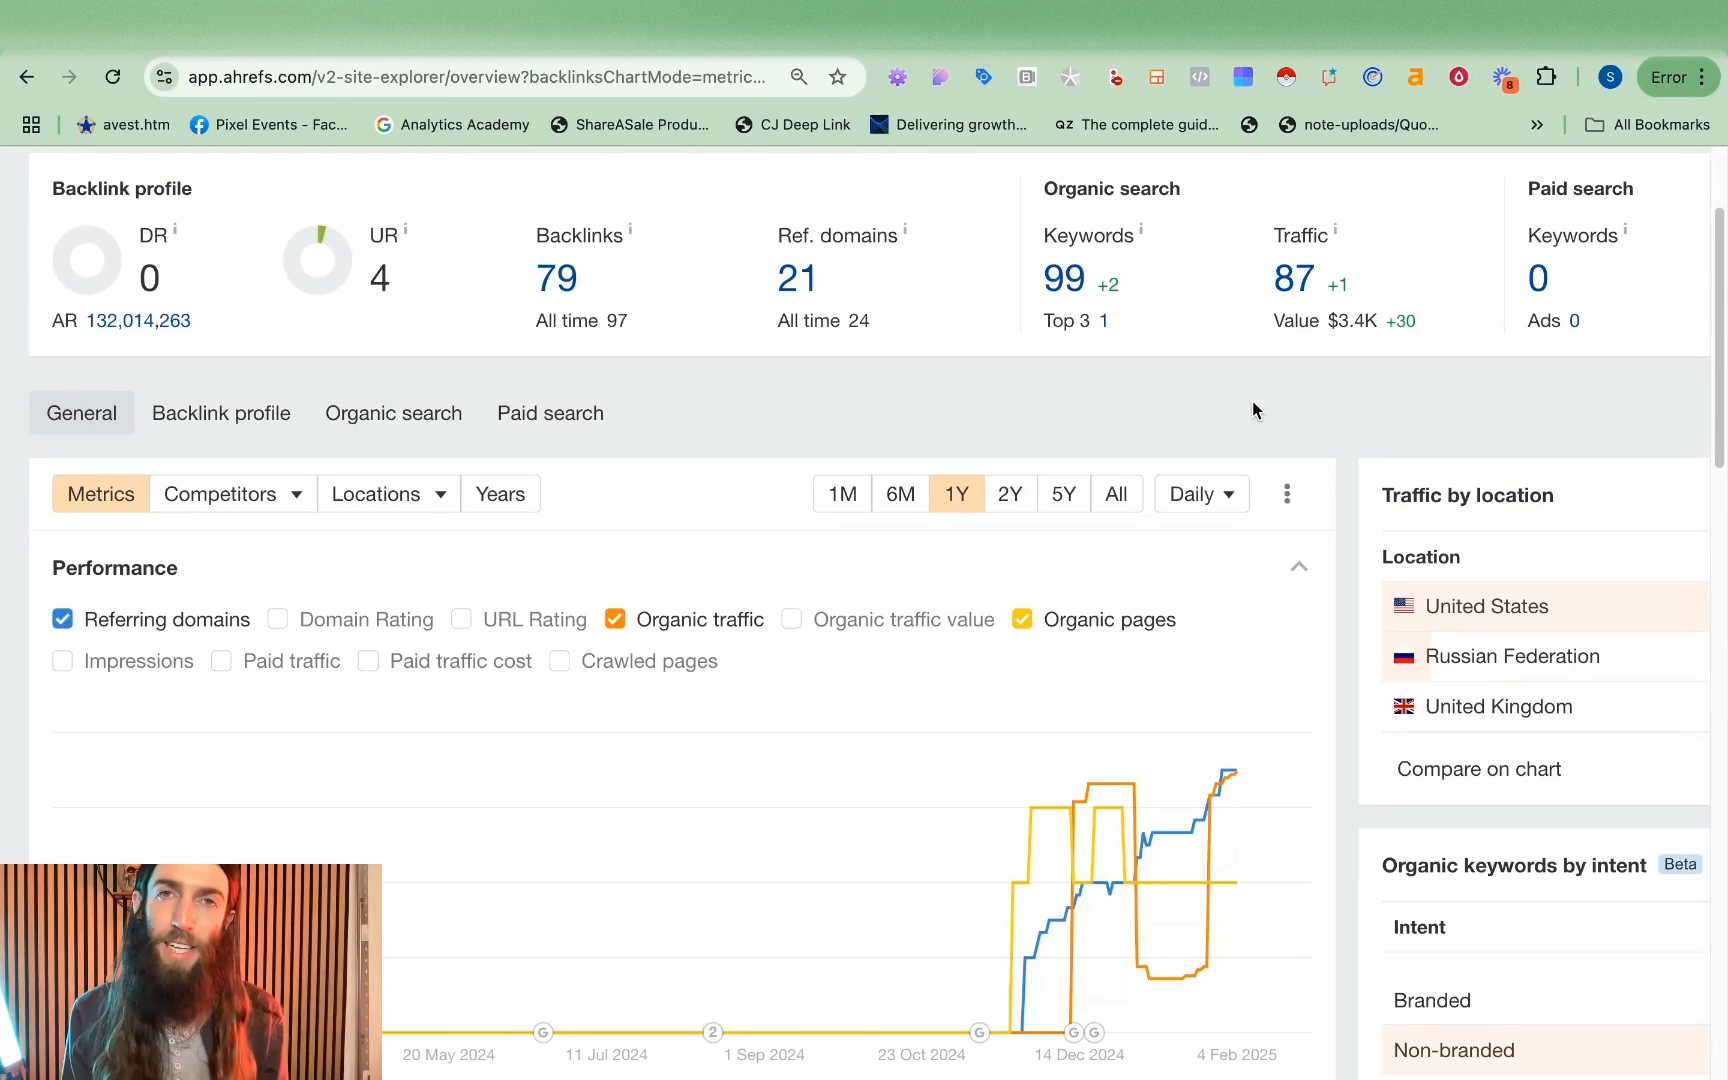 app.ahrefs.com/v2-site-explorer/overview?backlinksChartMode=metric...
8
S
Error
avest.htm
Pixel Events - Fac...
Analytics Academy
ShareASale Produ...
CJ Deep Link
Delivering growth...
QZ The complete guid...
note-uploads/Quo...
All Bookmarks
Backlink profile
Organic search
Paid search
DR
0
AR 132,014,263
UR
4
Backlinks
79
All time 97
Ref. domains
21
All time 24
Keywords
99 +2
Top 3 1
Traffic
87 +1
Value $3.4K +30
Keywords
0
Ads 0
General
Backlink profile
Organic search
Paid search
Metrics
Competitors
Locations
Years
1M
6M
1Y
2Y
5Y
All
Daily
Performance
Referring domains
Domain Rating
URL Rating
Organic traffic
Organic traffic value
Organic pages
Impressions
Paid traffic
Paid traffic cost
Crawled pages
G
2
G
G
G
20 May 2024
11 Jul 2024
1 Sep 2024
23 Oct 2024
14 Dec 2024
4 Feb 2025
Traffic by location
Location
United States
Russian Federation
United Kingdom
Compare on chart
Organic keywords by intent Beta
Intent
Branded
Non-branded